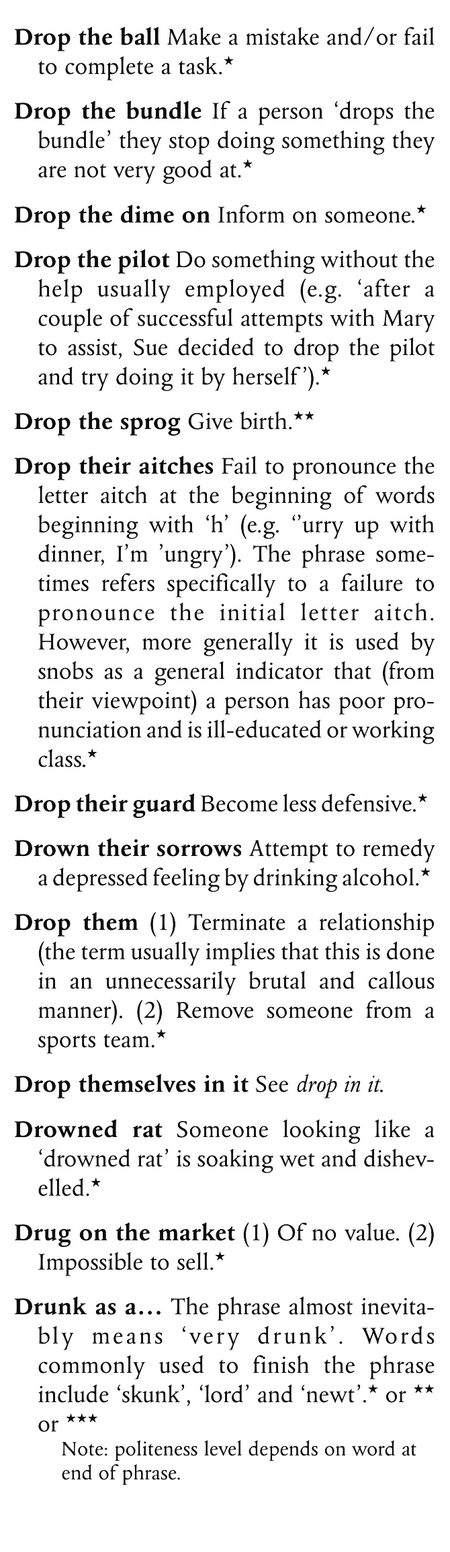 Drop the ball Make a mistake and/or fail
to complete a task.★
Drop the bundle If a person ‘drops the
bundle’ they stop doing something they
are not very good at.★
Drop the dime on Inform on someone.★
Drop the pilot Do something without the
help usually employed (e.g. ‘after a
couple of successful attempts with Mary
to assist, Sue decided to drop the pilot
and try doing it by herself’).★
Drop the sprog Give birth.★★
Drop their aitches Fail to pronounce the
letter aitch at the beginning of words
beginning with ‘h’ (e.g. ‘’urry up with
dinner, I’m ’ungry’). The phrase some-
times refers specifically to a failure to
pronounce the initial letter aitch.
However, more generally it is used by
snobs as a general indicator that (from
their viewpoint) a person has poor pro-
nunciation and is ill-educated or working
class.★
Drop their guard Become less defensive.★
Drown their sorrows Attempt to remedy
a depressed feeling by drinking alcohol.★
Drop them (1) Terminate a relationship
(the term usually implies that this is done
in an unnecessarily brutal and callous
manner). (2) Remove someone from a
sports team.★
Drop themselves in it See drop in it.
Drowned rat Someone looking like a
‘drowned rat’ is soaking wet and dishev-
elled.★
Drug on the market (1) Of no value. (2)
Impossible to sell.★
Drunk as a… The phrase almost inevita-
bly means ‘very drunk’. Words
commonly used to finish the phrase
include ‘skunk’, ‘lord’ and ‘newt’.★ or ★★
or ★★★
Note: politeness level depends on word at
end of phrase.